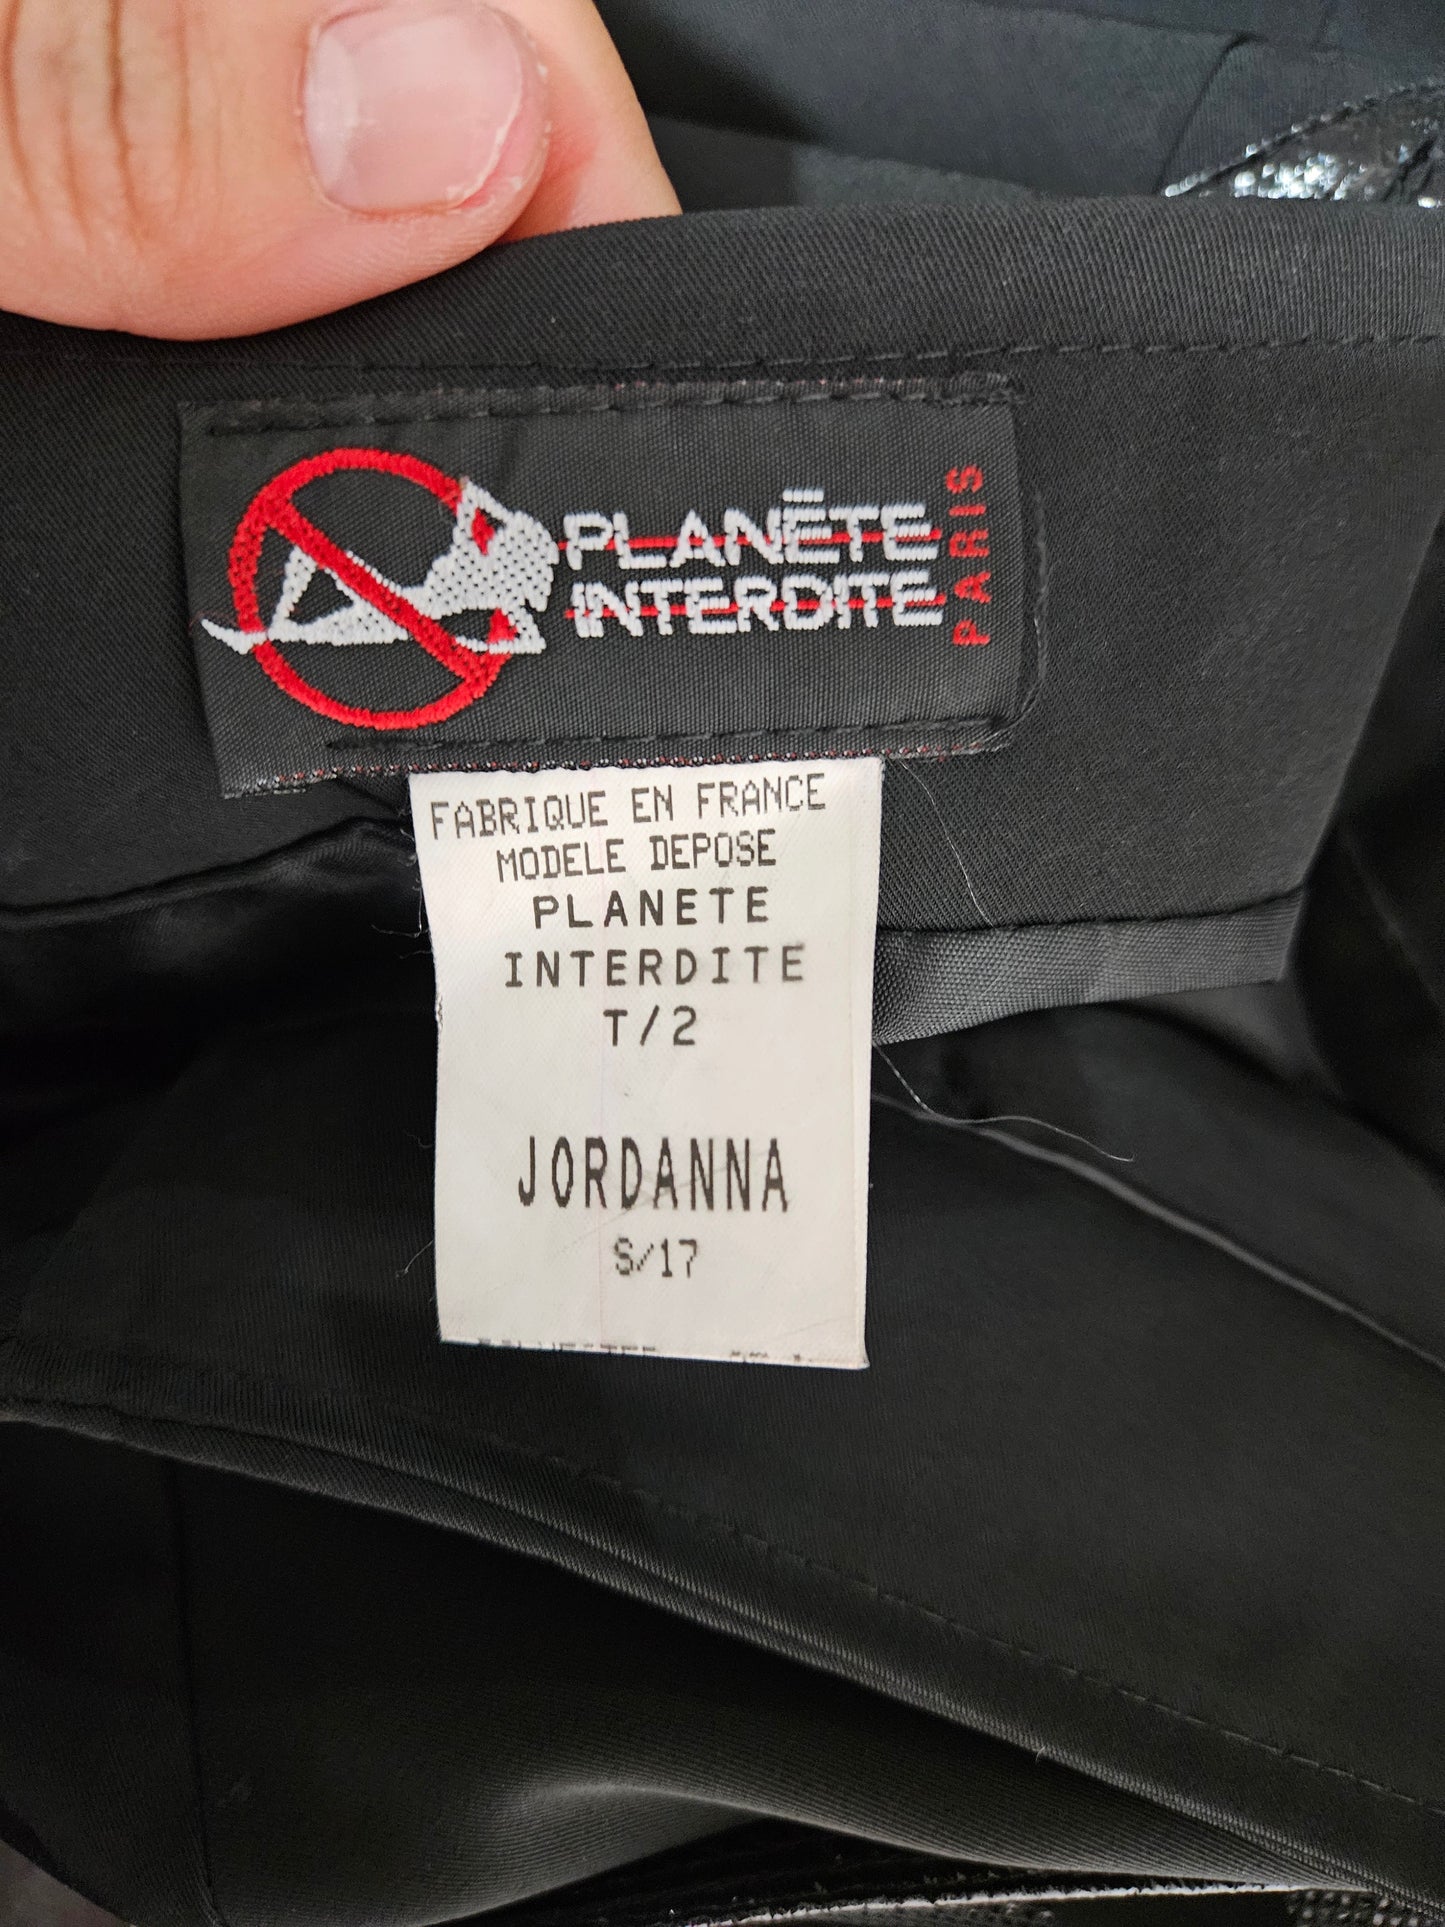 PLANÈTE
INTERDITE
PARIS
FABRIQUE EN FRANCE
MODELE DEPOSE
PLANETE
INTERDITE
T/2
JORDANNA
S/17